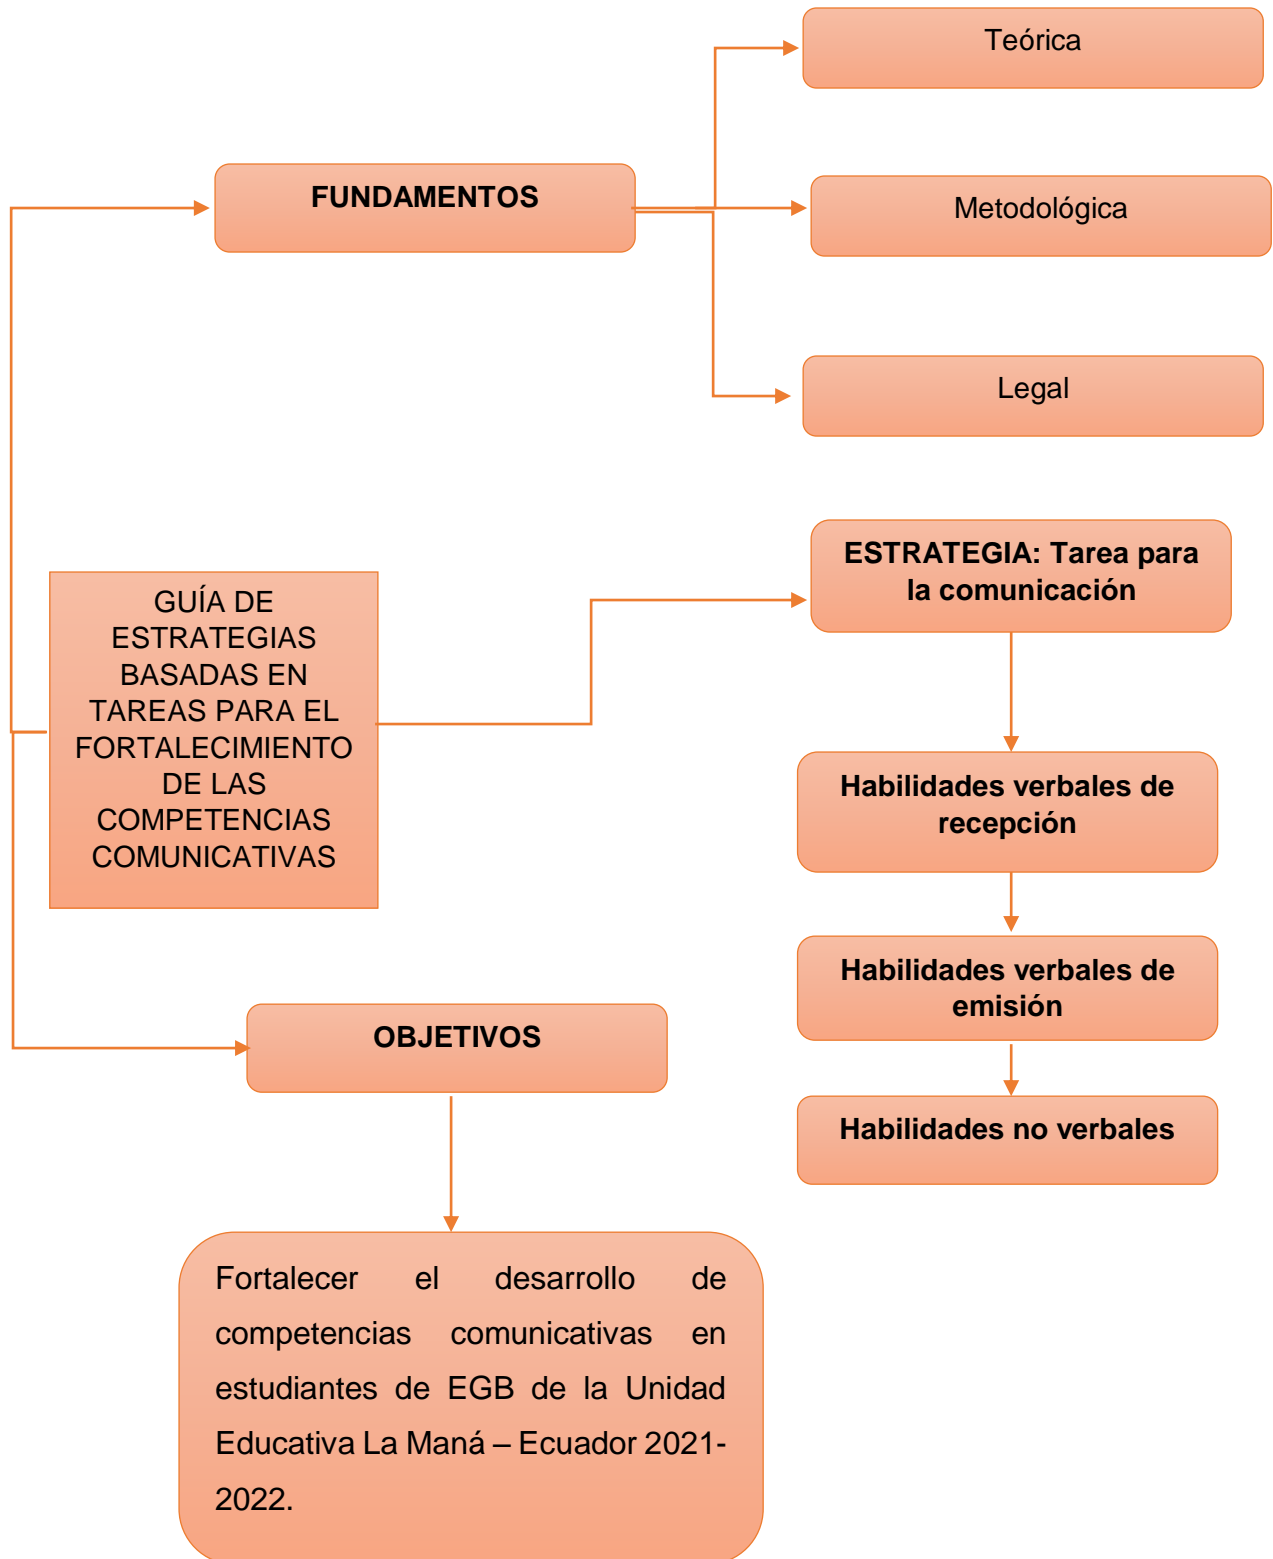 Teórica
FUNDAMENTOS
Metodológica
Legal
ESTRATEGIA: Tarea para
la comunicación
GUÍA DE
ESTRATEGIAS
BASADAS EN
TAREAS PARA EL
FORTALECIMIENTO
DE LAS
COMPETENCIAS
COMUNICATIVAS
Habilidades verbales de
recepción
Habilidades verbales de
emisión
Habilidades no verbales
OBJETIVOS
Fortalecer el desarrollo de
competencias comunicativas en
estudiantes de EGB de la Unidad
Educativa La Maná – Ecuador 2021-
2022.